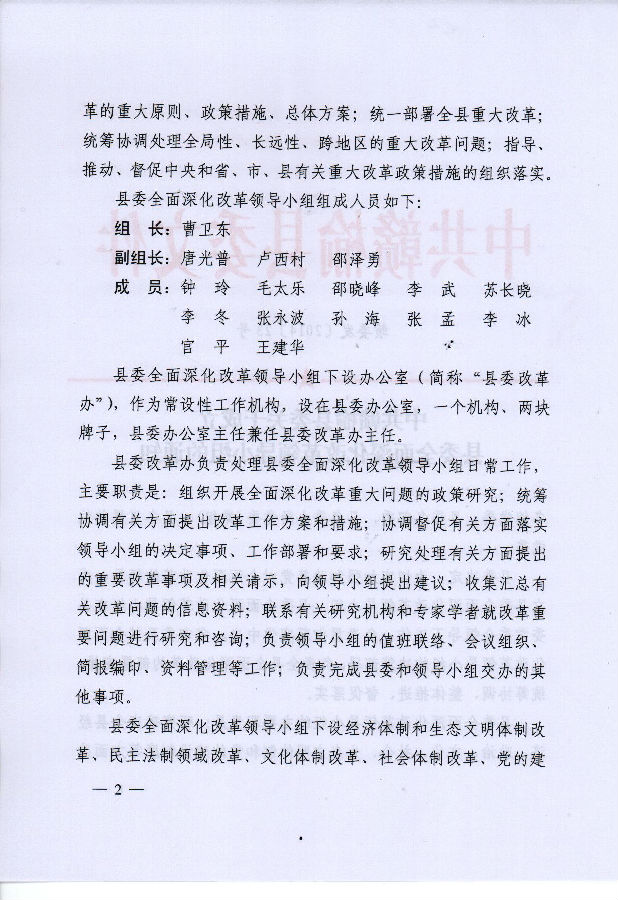 革的重大原则、政策措施、总体方案；统一部署全县重大改革；
统筹协调处理全局性、长远性、跨地区的重大改革问题；指导、
推动、督促中央和省、市、县有关重大改革政策措施的组织落实。
县委全面深化改革领导小组组成人员如下：
组 长：曹卫东
副组长：唐光普 卢西村 邵泽勇
成 员：钟 玲 毛太乐 邵晓峰 李 武 苏长晓
李 冬 张永波 孙 海 张 孟 李 冰
官 平 王建华
县委全面深化改革领导小组下设办公室（简称“县委改革
办”），作为常设性工作机构，设在县委办公室，一个机构、两块
牌子，县委办公室主任兼任县委改革办主任。
县委改革办负责处理县委全面深化改革领导小组日常工作，
主要职责是：组织开展全面深化改革重大问题的政策研究；统筹
协调有关方面提出改革工作方案和措施；协调督促有关方面落实
领导小组的决定事项、工作部署和要求；研究处理有关方面提出
的重要改革事项及相关请示，向领导小组提出建议；收集汇总有
关改革问题的信息资料；联系有关研究机构和专家学者就改革重
要问题进行研究和咨询；负责领导小组的值班联络、会议组织、
简报编印、资料管理等工作；负责完成县委和领导小组交办的其
他事项。
县委全面深化改革领导小组下设经济体制和生态文明体制改
革、民主法制领域改革、文化体制改革、社会体制改革、党的建
— 2 —